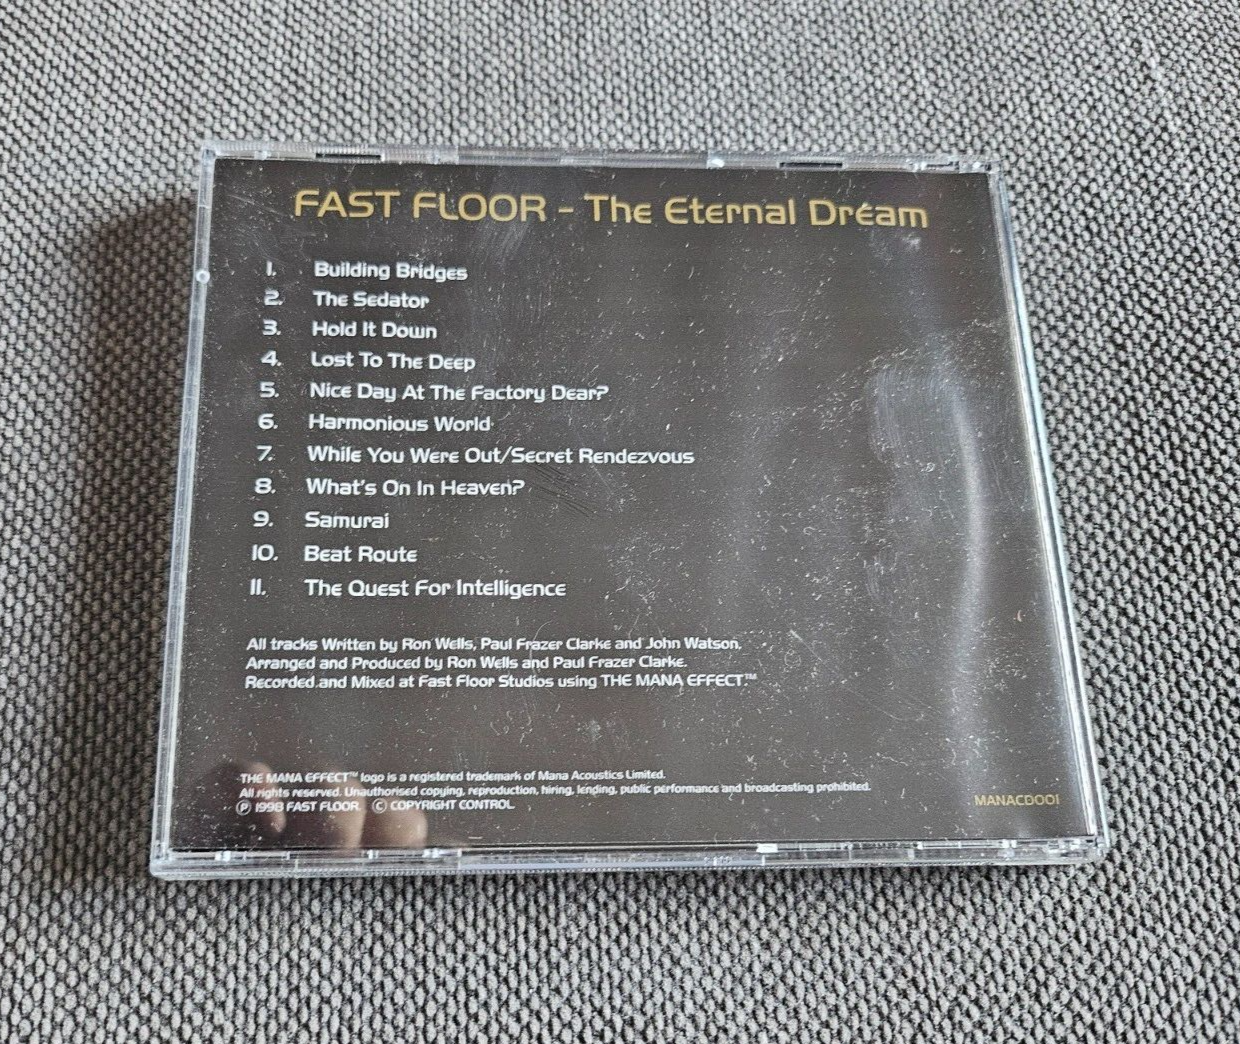 FAST FLOOR - The Eternal Dream
1. Building Bridges
2. The Sedator
3. Hold It Down
4. Lost To The Deep
5. Nice Day At The Factory Dear?
6. Harmonious World
7. While You Were Out/Secret Rendezvous
8. What's On In Heaven?
9. Samurai
10. Beat Route
11. The Quest For Intelligence
All tracks Written by Ron Wells, Paul Frazer Clarke and John Watson.
Arranged and Produced by Ron Wells and Paul Frazer Clarke.
Recorded and Mixed at Fast Floor Studios using THE MANA EFFECT™
THE MANA EFFECT™ logo is a registered trademark of Mana Acoustics Limited.
All rights reserved. Unauthorised copying, reproduction, hiring, lending, public performance and broadcasting prohibited.
℗ 1998 FAST FLOOR. © COPYRIGHT CONTROL.
MANACD001